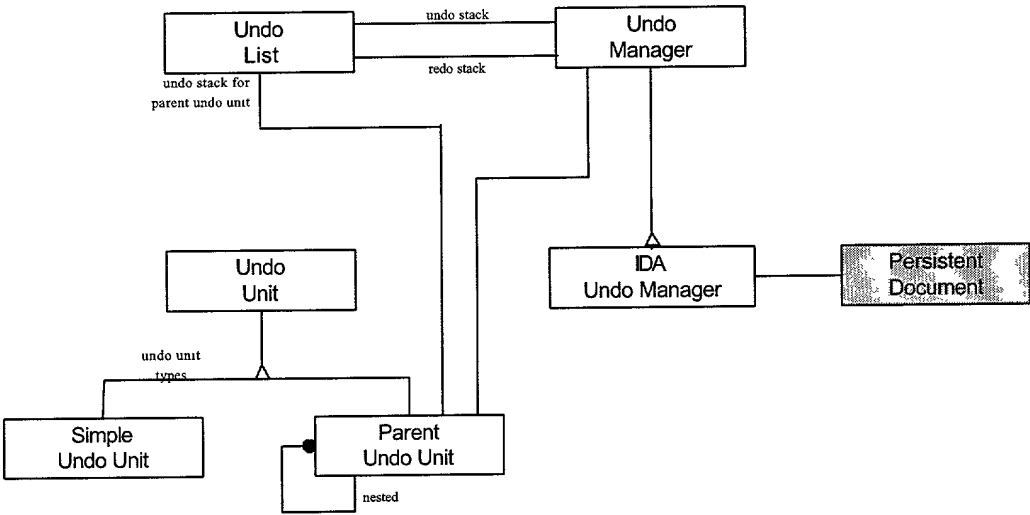 undo stack
Undo
List
Undo
Manager
redo stack
undo stack for
parent undo unit
Undo
Unit
IDA
Undo Manager
Persistent
Document
undo unit
types
Simple
Undo Unit
Parent
Undo Unit
nested